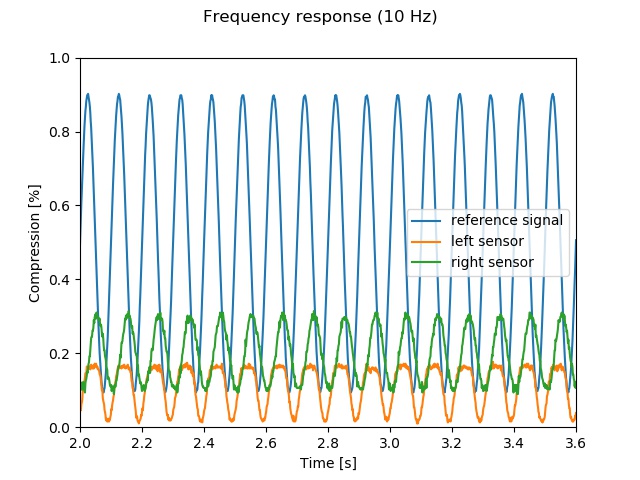 Frequency response (10 Hz)
1.0
0.8
0.6
0.4
0.2
0.0
Compression [%]
reference signal
left sensor
right sensor
2.0 2.2 2.4 2.6 2.8 3.0 3.2 3.4 3.6
Time [s]